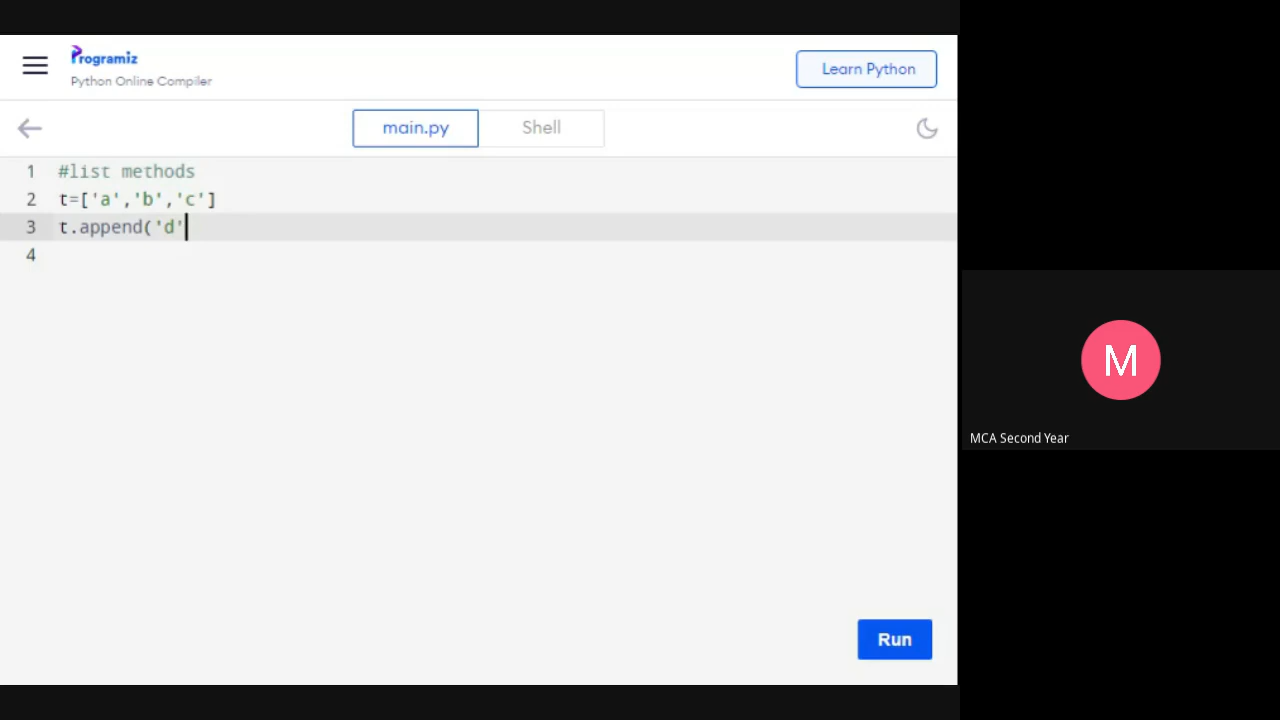 Programiz
Python Online Compiler
Learn Python
main.py
Shell
1 #list methods
2 t=['a','b','c']
3 t.append('d'
4
Run
M
MCA Second Year